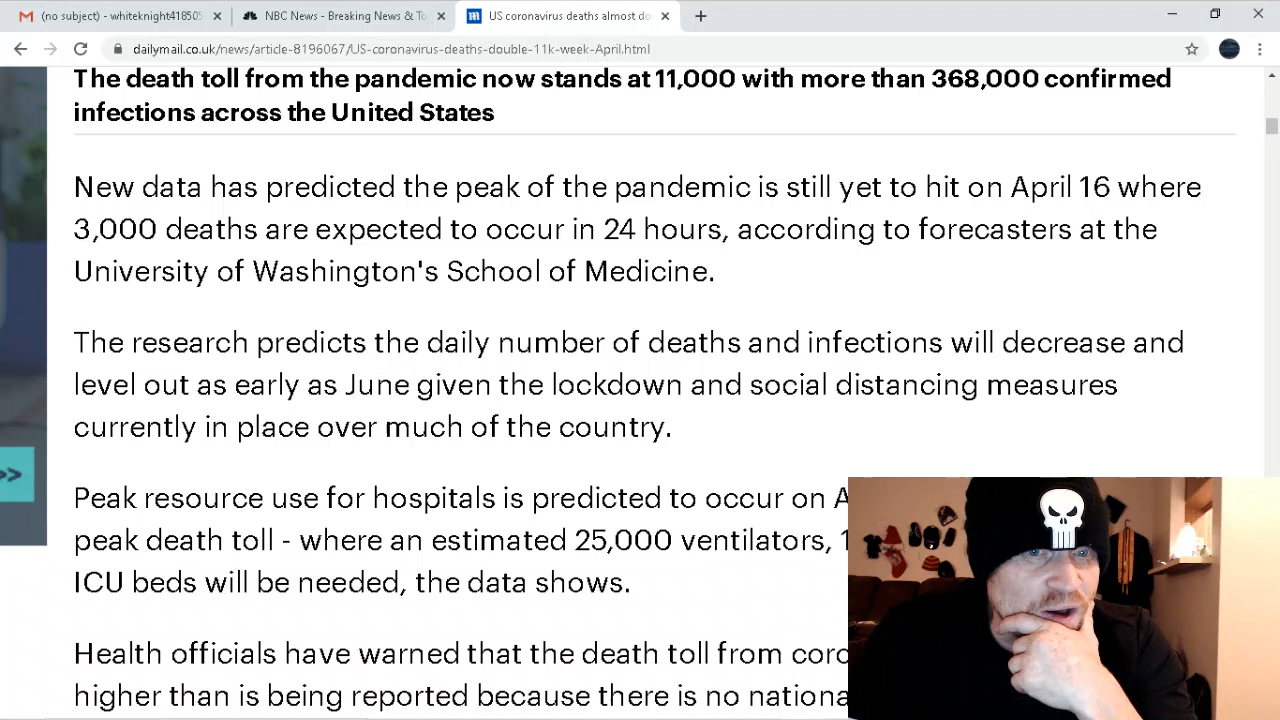 (no subject) - whiteknight41850
NBC News - Breaking News & To
US coronavirus deaths almost do
dailymail.co.uk/news/article-8196067/US-coronavirus-deaths-double-11k-week-April.html
The death toll from the pandemic now stands at 11,000 with more than 368,000 confirmed
infections across the United States
New data has predicted the peak of the pandemic is still yet to hit on April 16 where
3,000 deaths are expected to occur in 24 hours, according to forecasters at the
University of Washington's School of Medicine.
The research predicts the daily number of deaths and infections will decrease and
level out as early as June given the lockdown and social distancing measures
currently in place over much of the country.
>>
Peak resource use for hospitals is predicted to occur on A
peak death toll - where an estimated 25,000 ventilators, 1
ICU beds will be needed, the data shows.
Health officials have warned that the death toll from coro
higher than is being reported because there is no nationa